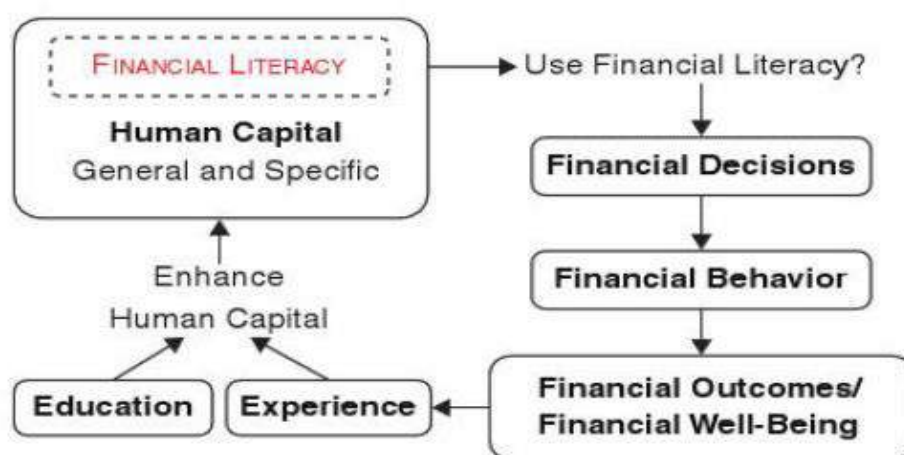 FINANCIAL LITERACY
Human Capital
General and Specific
Use Financial Literacy?
Financial Decisions
Financial Behavior
Financial Outcomes/
Financial Well-Being
Enhance
Human Capital
Education
Experience